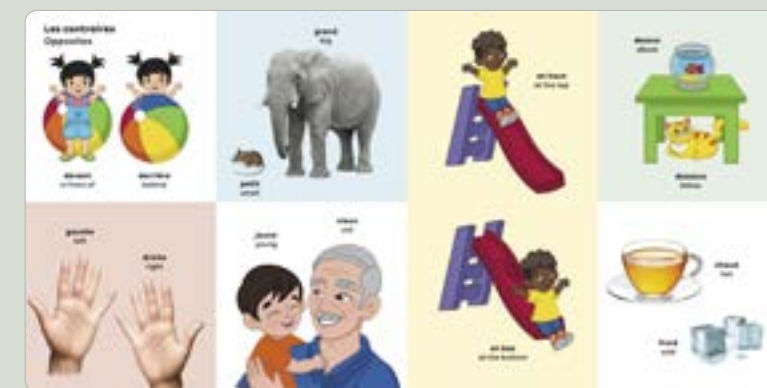 Les contraires
Opposites
devant
in front of
derrière
behind
grand
big
petit
small
en haut
at the top
dessus
above
dessous
below
gauche
left
droite
right
jeune
young
vieux
old
en bas
at the bottom
chaud
hot
froid
cold